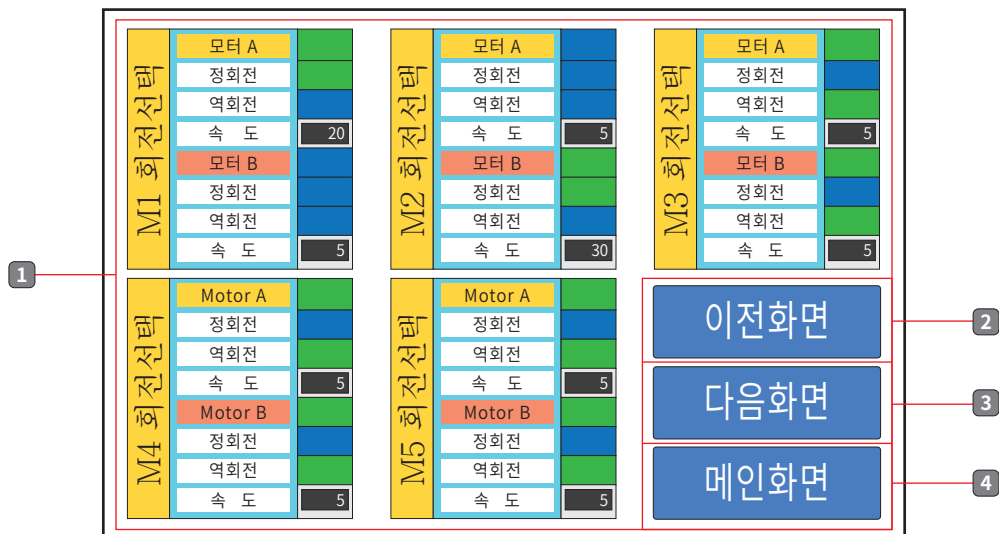 M1 회전선택
모터 A
정회전
역회전
속 도 20
모터 B
정회전
역회전
속 도 5
M2 회전선택
모터 A
정회전
역회전
속 도 5
모터 B
정회전
역회전
속 도 30
M3 회전선택
모터 A
정회전
역회전
속 도 5
모터 B
정회전
역회전
속 도 5
1
M4 회전선택
Motor A
정회전
역회전
속 도 5
Motor B
정회전
역회전
속 도 5
M5 회전선택
Motor A
정회전
역회전
속 도 5
Motor B
정회전
역회전
속 도 5
이전화면
2
다음화면
3
메인화면
4